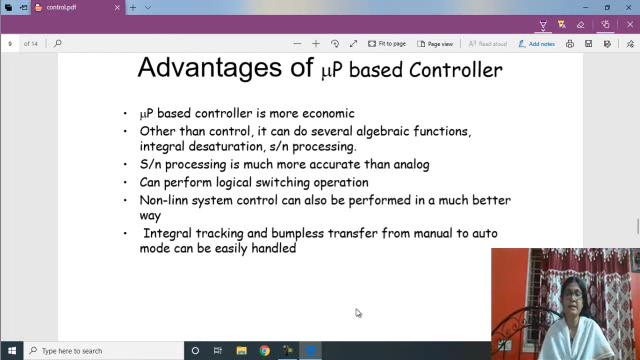 control.pdf
9 of 14
Fit to page
Page view
Read aloud
Add notes
Advantages of μP based Controller
• μP based controller is more economic
• Other than control, it can do several algebraic functions,
integral desaturation, s/n processing.
• S/n processing is much more accurate than analog
• Can perform logical switching operation
• Non-linn system control can also be performed in a much better
way
• Integral tracking and bumpless transfer from manual to auto
mode can be easily handled
Type here to search